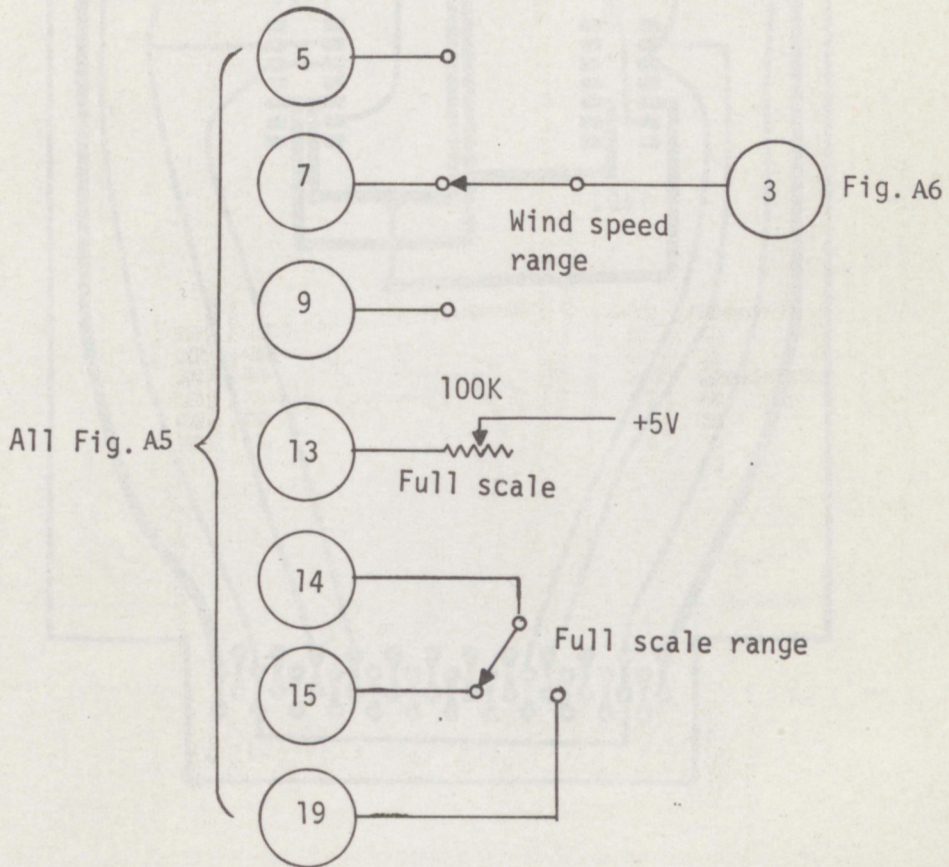 5
7
3
Fig. A6
Wind speed
range
9
100K
+5V
All Fig. A5
13
Full scale
14
Full scale range
15
19